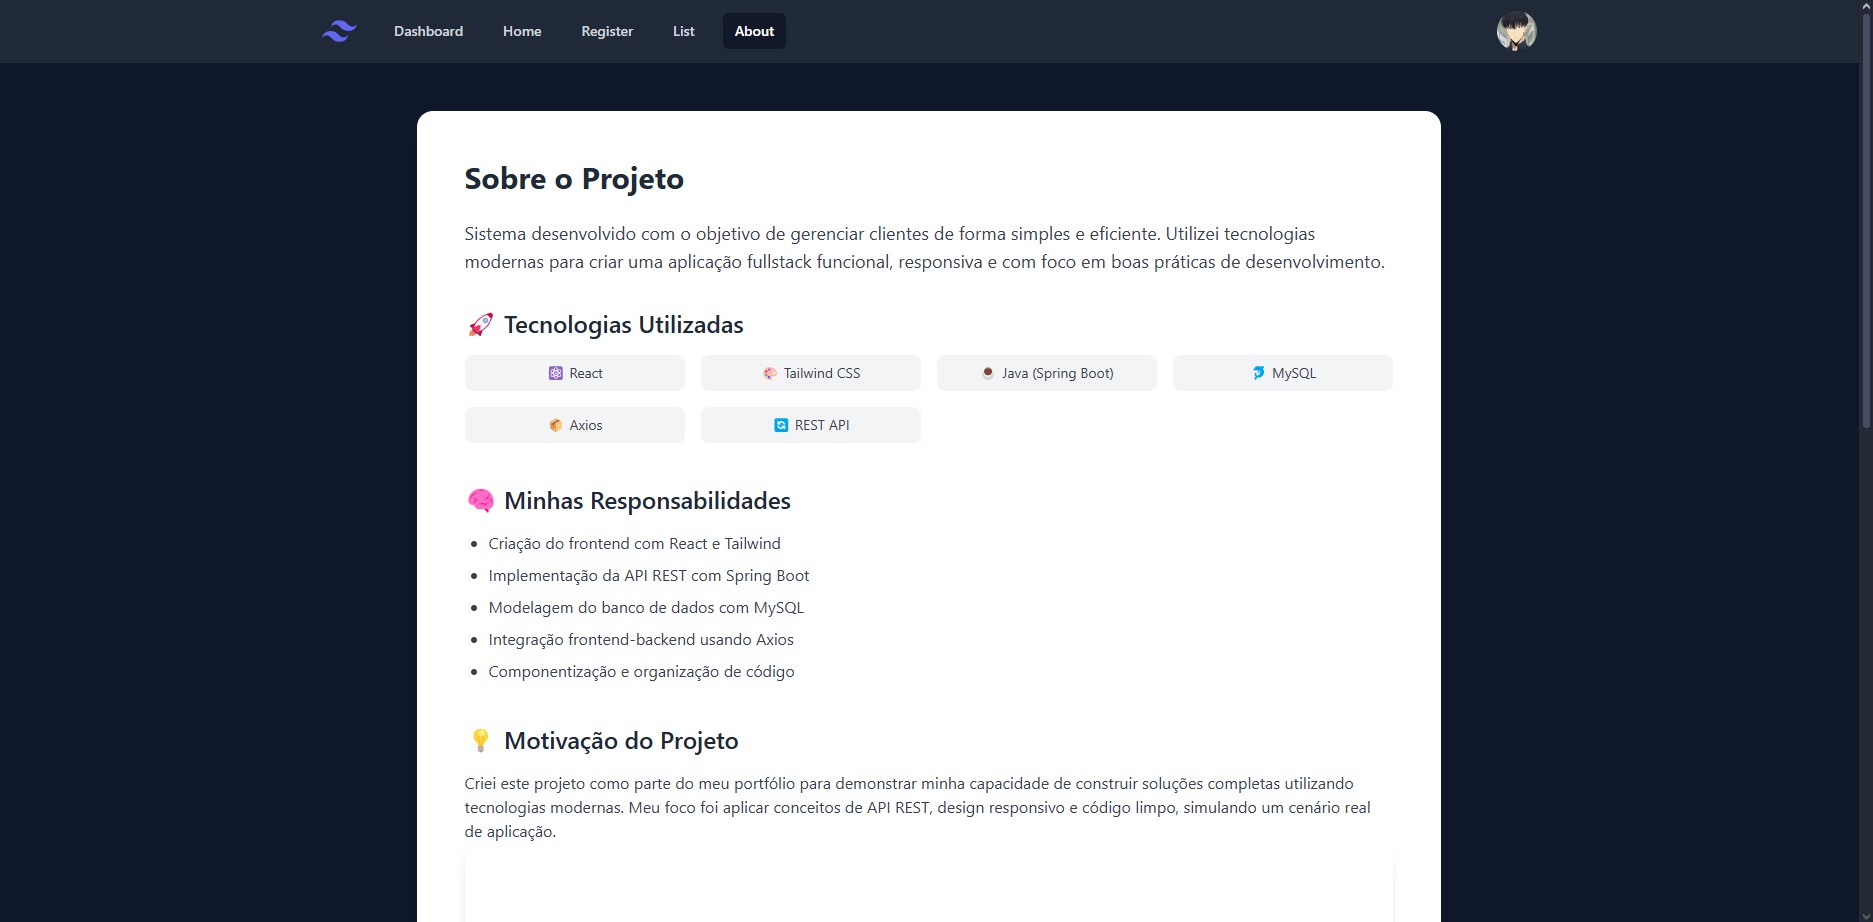 Dashboard Home Register List About
Sobre o Projeto
Sistema desenvolvido com o objetivo de gerenciar clientes de forma simples e eficiente. Utilizei tecnologias
modernas para criar uma aplicação fullstack funcional, responsiva e com foco em boas práticas de desenvolvimento.
🚀 Tecnologias Utilizadas
⚛️ React 🎨 Tailwind CSS ☕ Java (Spring Boot) 🐬 MySQL
📦 Axios 🔄 REST API
🧠 Minhas Responsabilidades
• Criação do frontend com React e Tailwind
• Implementação da API REST com Spring Boot
• Modelagem do banco de dados com MySQL
• Integração frontend-backend usando Axios
• Componentização e organização de código
💡 Motivação do Projeto
Criei este projeto como parte do meu portfólio para demonstrar minha capacidade de construir soluções completas utilizando
tecnologias modernas. Meu foco foi aplicar conceitos de API REST, design responsivo e código limpo, simulando um cenário real
de aplicação.